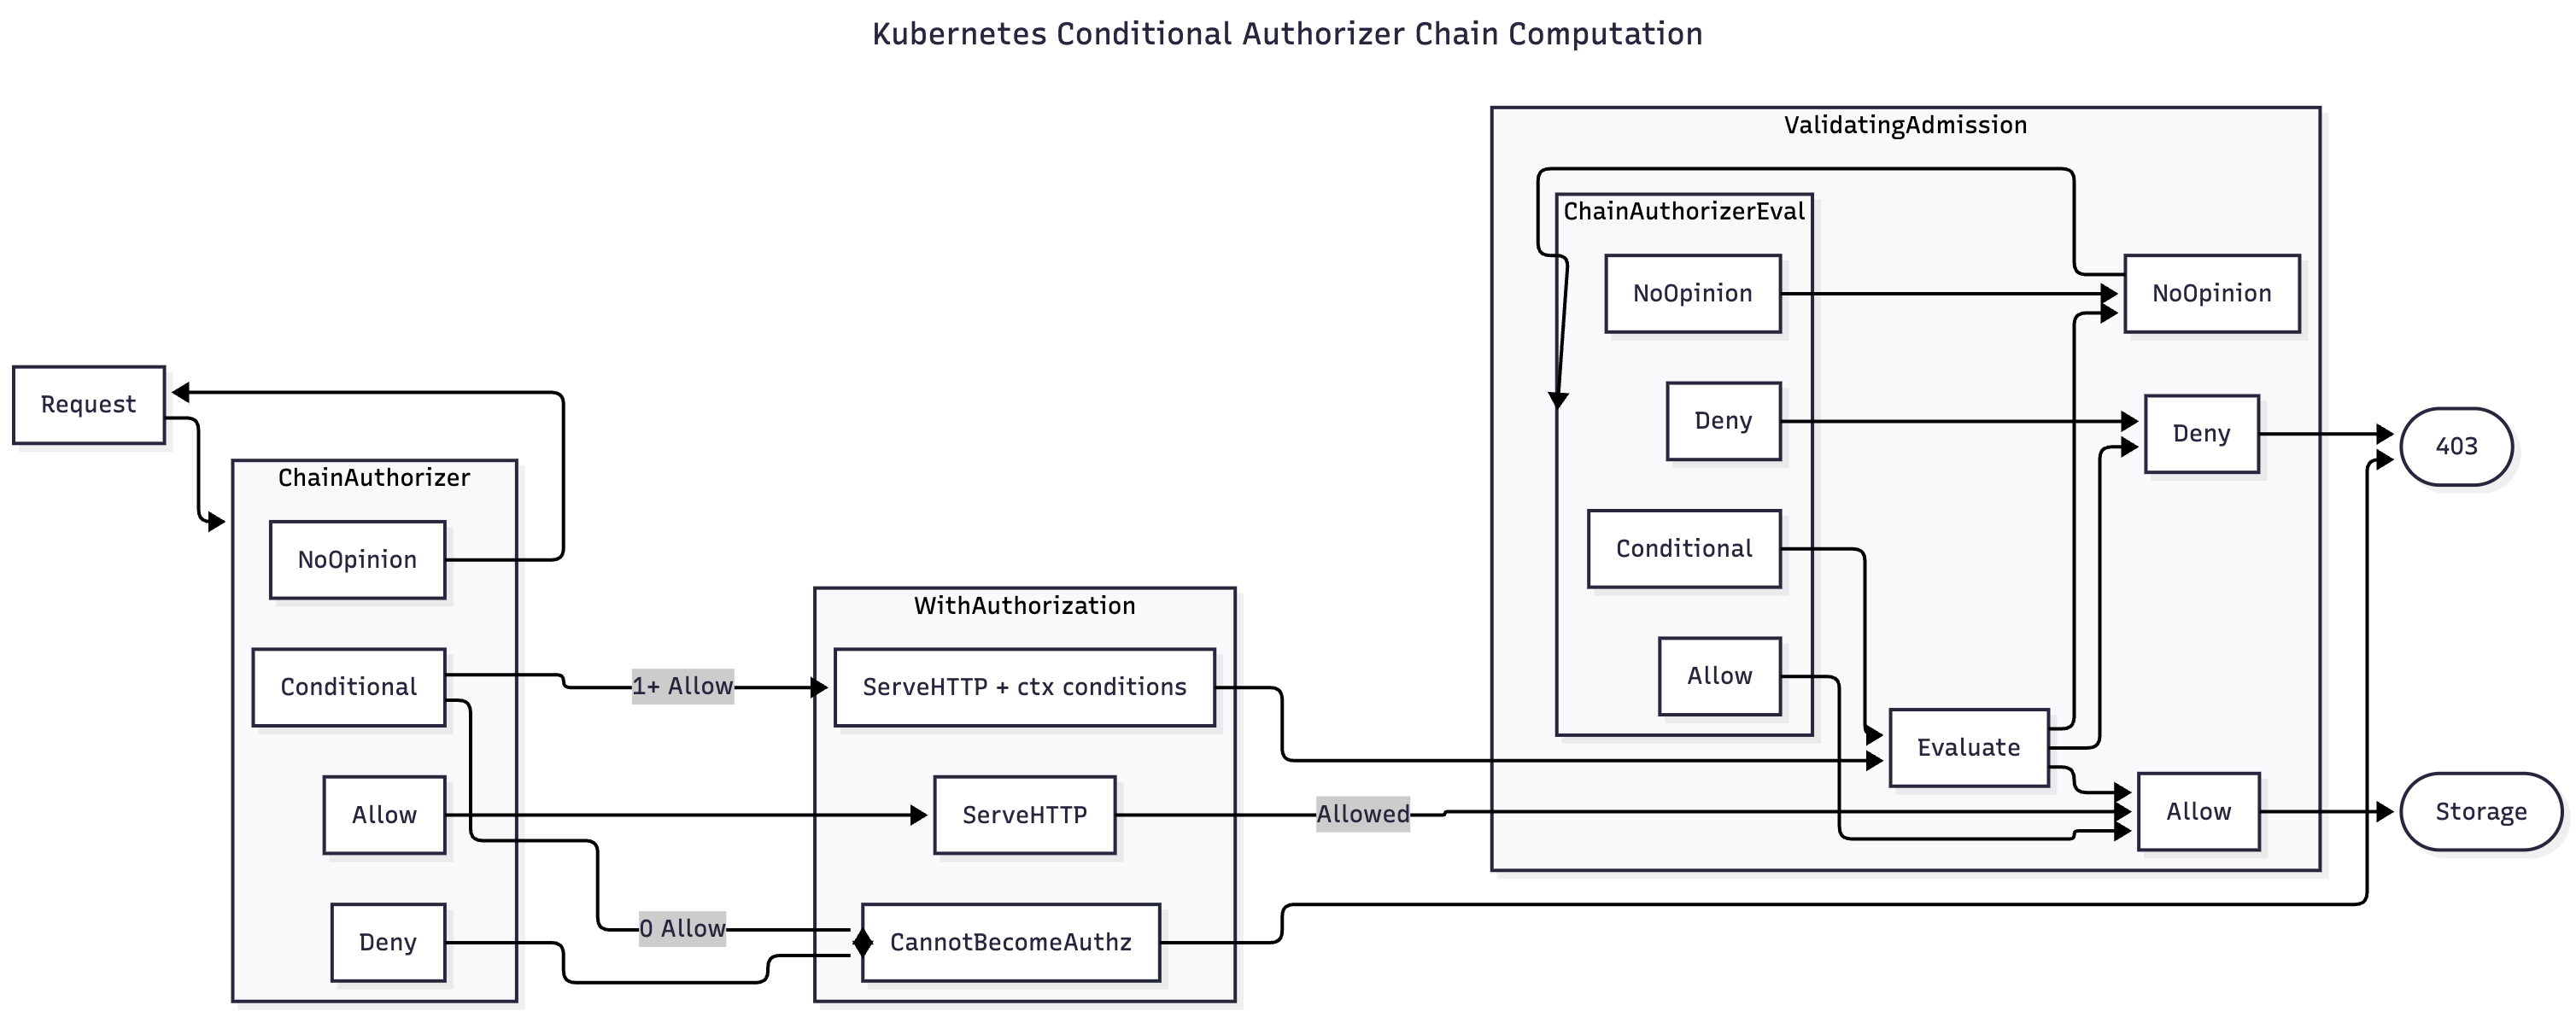 Kubernetes Conditional Authorizer Chain Computation
Request
ChainAuthorizer
NoOpinion
Conditional
Allow
Deny
1+ Allow
0 Allow
WithAuthorization
ServeHTTP + ctx conditions
ServeHTTP
CannotBecomeAuthz
Allowed
ValidatingAdmission
ChainAuthorizerEval
NoOpinion
Deny
Conditional
Allow
Evaluate
NoOpinion
Deny
Allow
403
Storage